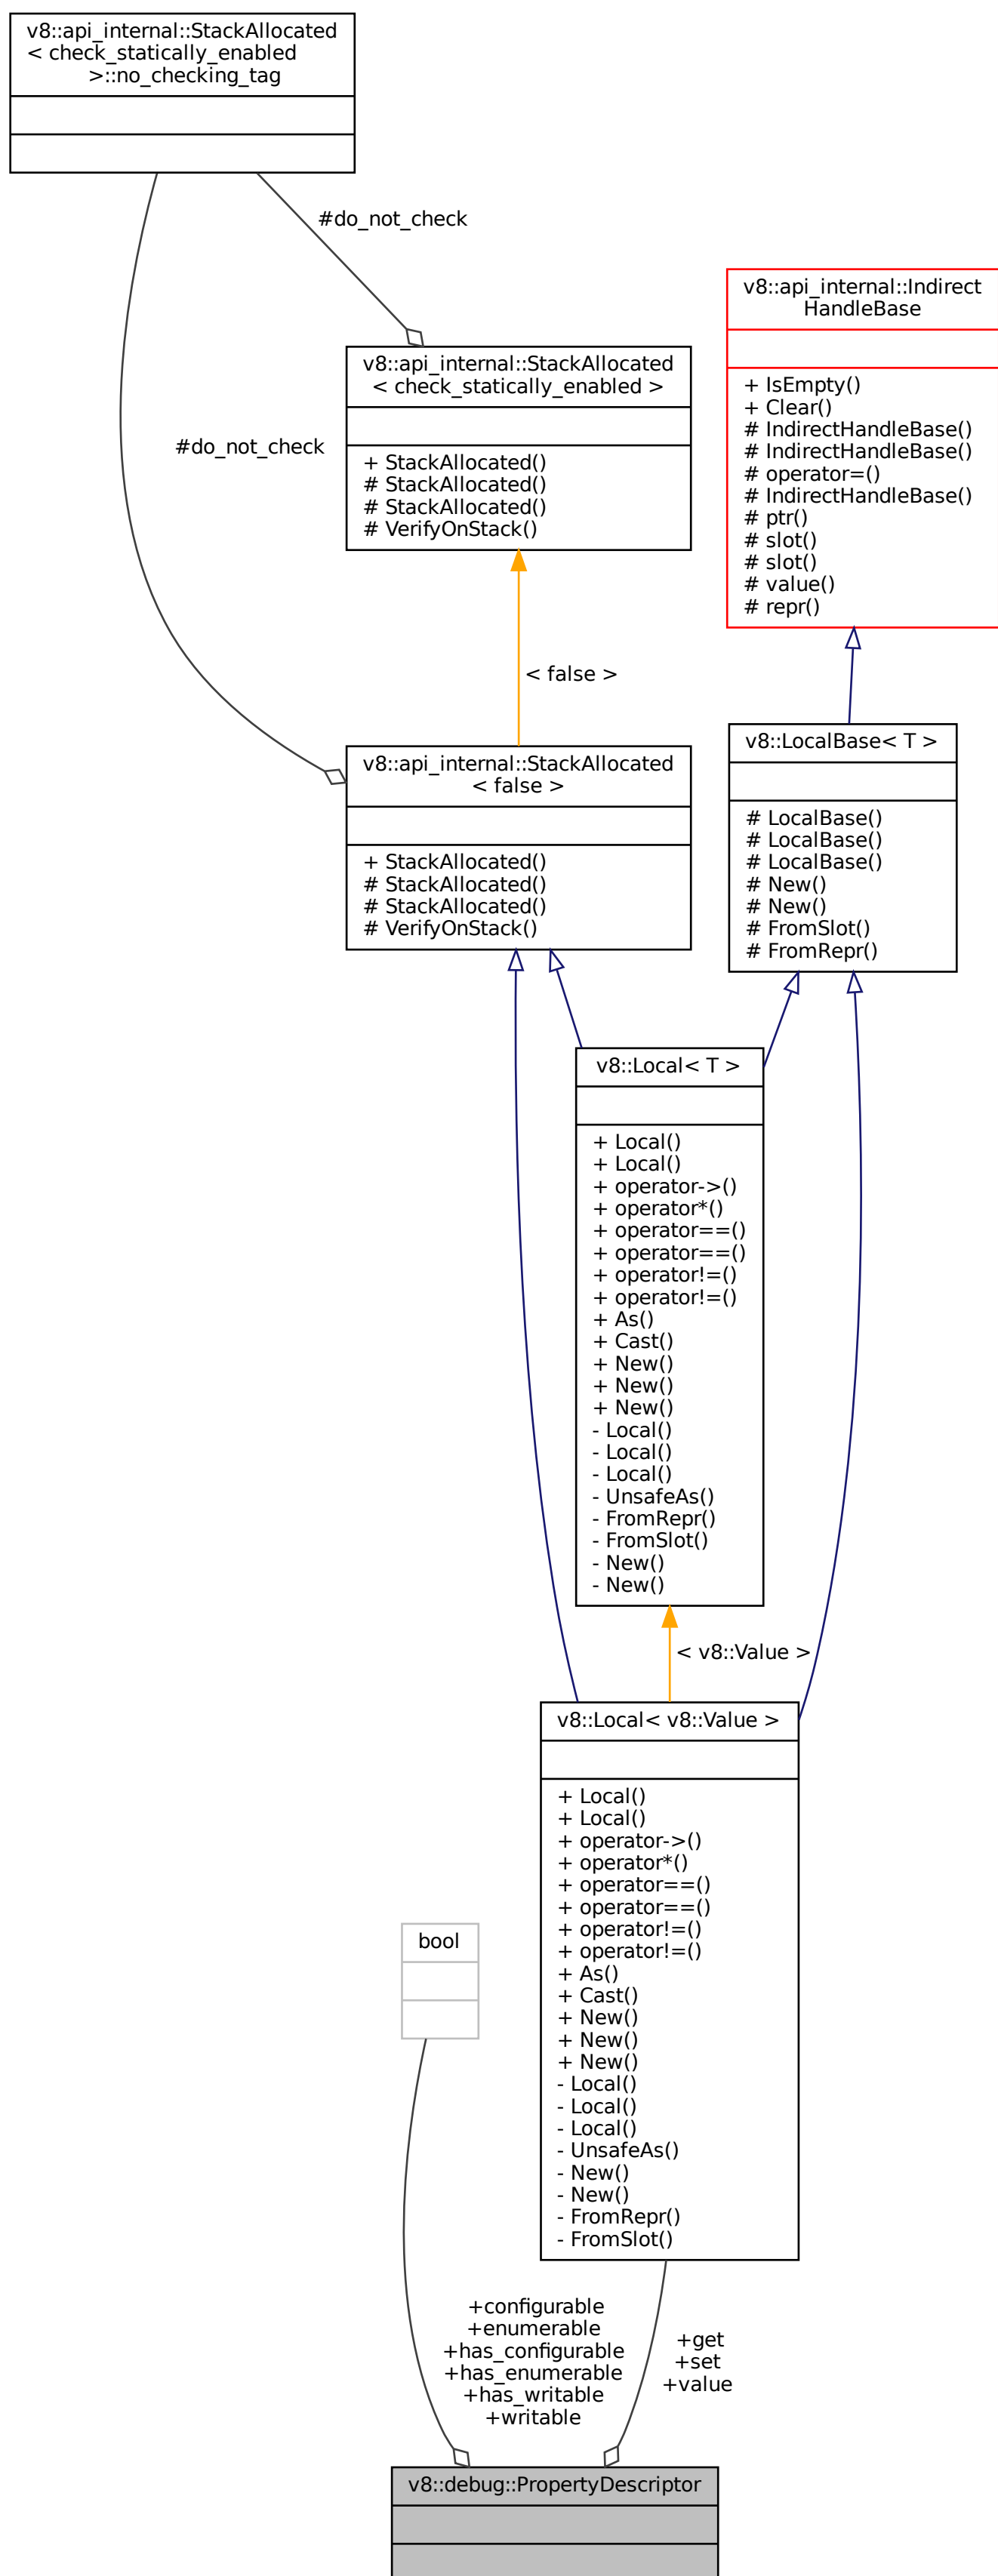 v8::api_internal::StackAllocated
< check_statically_enabled
>::no_checking_tag
#do_not_check
v8::api_internal::Indirect
HandleBase
+ IsEmpty()
+ Clear()
# IndirectHandleBase()
# IndirectHandleBase()
# operator=()
# IndirectHandleBase()
# ptr()
# slot()
# slot()
# value()
# repr()
v8::api_internal::StackAllocated
< check_statically_enabled >
+ StackAllocated()
# StackAllocated()
# StackAllocated()
# VerifyOnStack()
#do_not_check
< false >
v8::LocalBase< T >
# LocalBase()
# LocalBase()
# LocalBase()
# New()
# New()
# FromSlot()
# FromRepr()
v8::api_internal::StackAllocated
< false >
+ StackAllocated()
# StackAllocated()
# StackAllocated()
# VerifyOnStack()
v8::Local< T >
+ Local()
+ Local()
+ operator->()
+ operator*()
+ operator==()
+ operator==()
+ operator!=()
+ operator!=()
+ As()
+ Cast()
+ New()
+ New()
+ New()
- Local()
- Local()
- Local()
- UnsafeAs()
- FromRepr()
- FromSlot()
- New()
- New()
< v8::Value >
v8::Local< v8::Value >
+ Local()
+ Local()
+ operator->()
+ operator*()
+ operator==()
+ operator==()
+ operator!=()
+ operator!=()
+ As()
+ Cast()
+ New()
+ New()
+ New()
- Local()
- Local()
- Local()
- UnsafeAs()
- New()
- New()
- FromRepr()
- FromSlot()
bool
+configurable
+enumerable
+has_configurable
+has_enumerable
+has_writable
+writable
+get
+set
+value
v8::debug::PropertyDescriptor